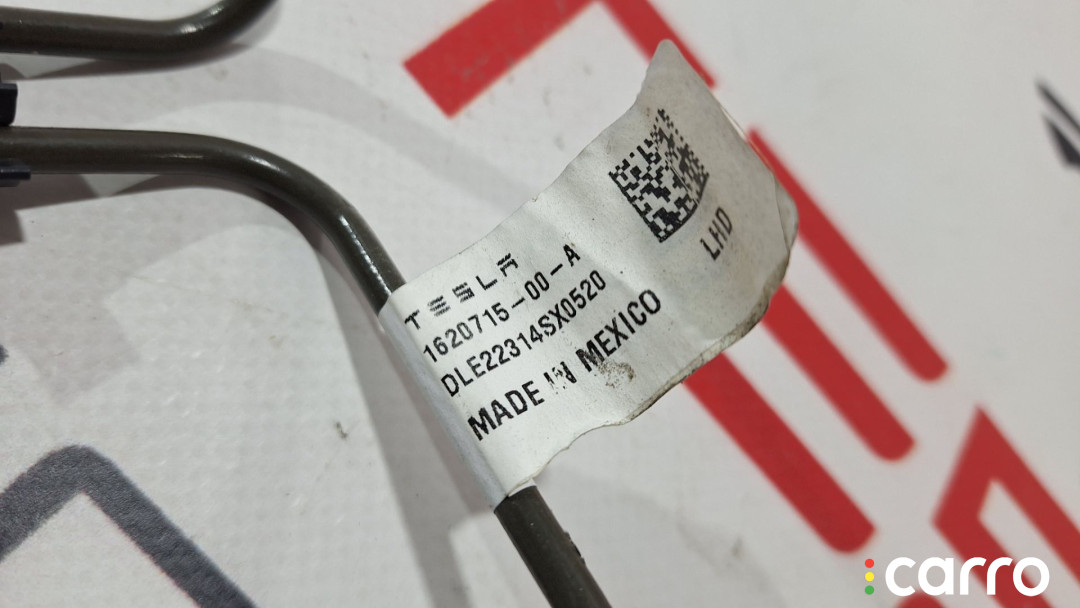 TESLA
1620715-00-A
DLE22314SX0520
MADE IN MEXICO
LHD
carro